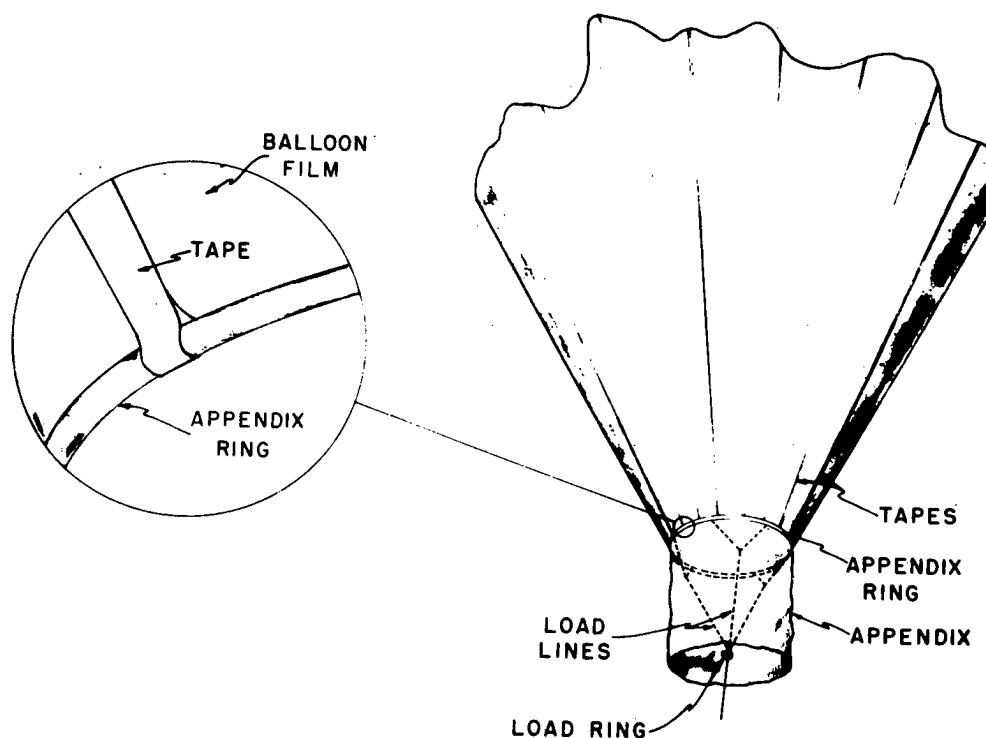 BALLOON
FILM
TAPE
APPENDIX
RING
TAPES
APPENDIX
RING
LOAD
LINES
APPENDIX
LOAD RING